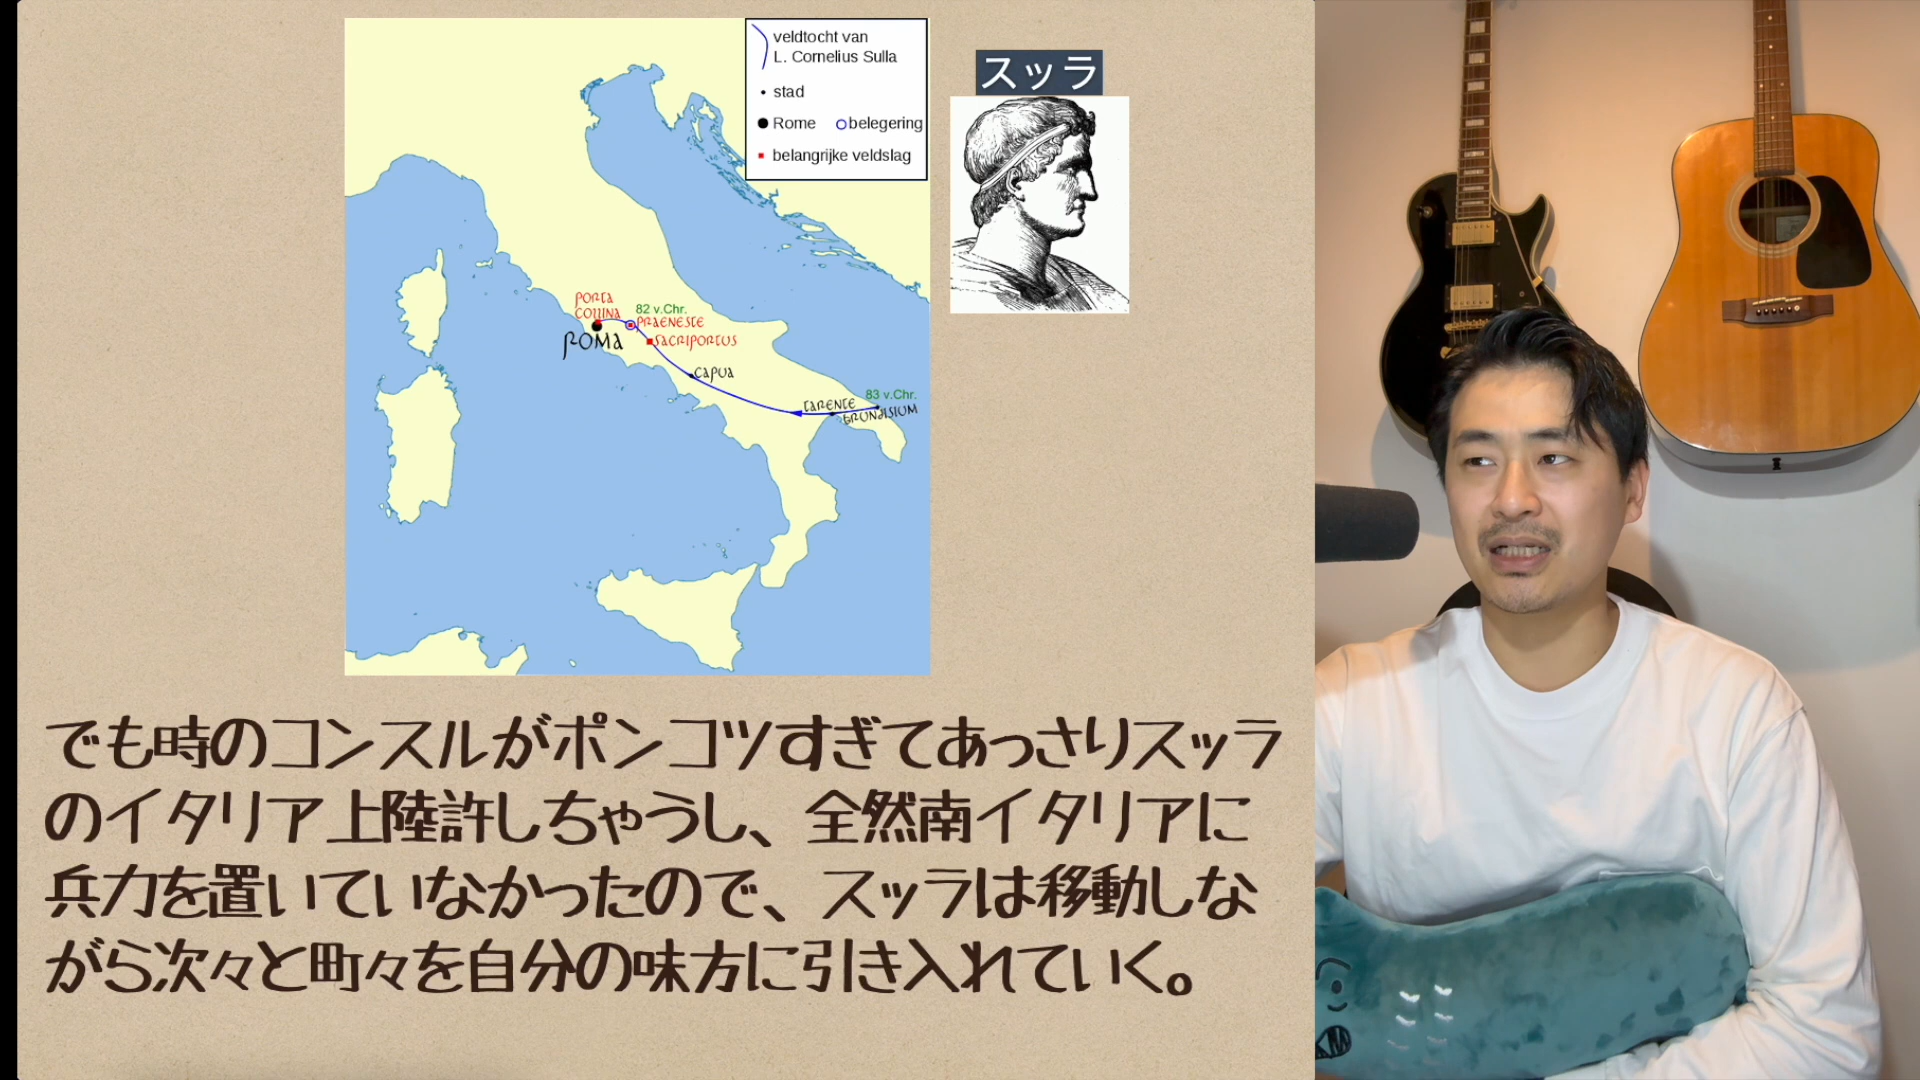 veldtocht van
L. Cornelius Sulla
stad
Rome belegering
belangrijke veldslag
スッラ
PORTA
COLLINA
82 v.Chr.
PRAENESTE
ROMA
SACRIPORTUS
CAPUA
83 v.Chr.
TARENTE
BRUNDISIUM
でも時のコンスルがポンコツすぎてあっさりスッラ
のイタリア上陸許しちゃうし、全然南イタリアに
兵力を置いていなかったので、スッラは移動しな
がら次々と町々を自分の味方に引き入れていく。